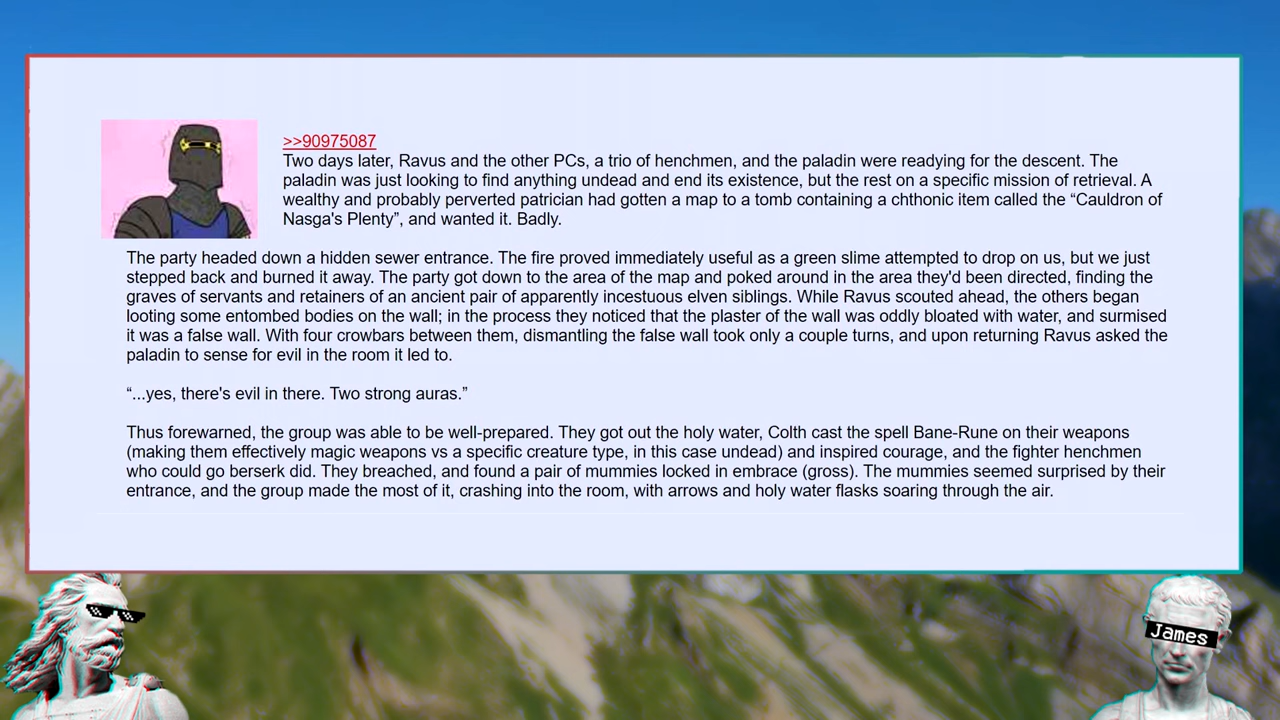 >>90975087
Two days later, Ravus and the other PCs, a trio of henchmen, and the paladin were readying for the descent. The
paladin was just looking to find anything undead and end its existence, but the rest on a specific mission of retrieval. A
wealthy and probably perverted patrician had gotten a map to a tomb containing a chthonic item called the “Cauldron of
Nasga's Plenty”, and wanted it. Badly.
The party headed down a hidden sewer entrance. The fire proved immediately useful as a green slime attempted to drop on us, but we just
stepped back and burned it away. The party got down to the area of the map and poked around in the area they'd been directed, finding the
graves of servants and retainers of an ancient pair of apparently incestuous elven siblings. While Ravus scouted ahead, the others began
looting some entombed bodies on the wall; in the process they noticed that the plaster of the wall was oddly bloated with water, and surmised
it was a false wall. With four crowbars between them, dismantling the false wall took only a couple turns, and upon returning Ravus asked the
paladin to sense for evil in the room it led to.
“...yes, there's evil in there. Two strong auras.”
Thus forewarned, the group was able to be well-prepared. They got out the holy water, Colth cast the spell Bane-Rune on their weapons
(making them effectively magic weapons vs a specific creature type, in this case undead) and inspired courage, and the fighter henchmen
who could go berserk did. They breached, and found a pair of mummies locked in embrace (gross). The mummies seemed surprised by their
entrance, and the group made the most of it, crashing into the room, with arrows and holy water flasks soaring through the air.
James